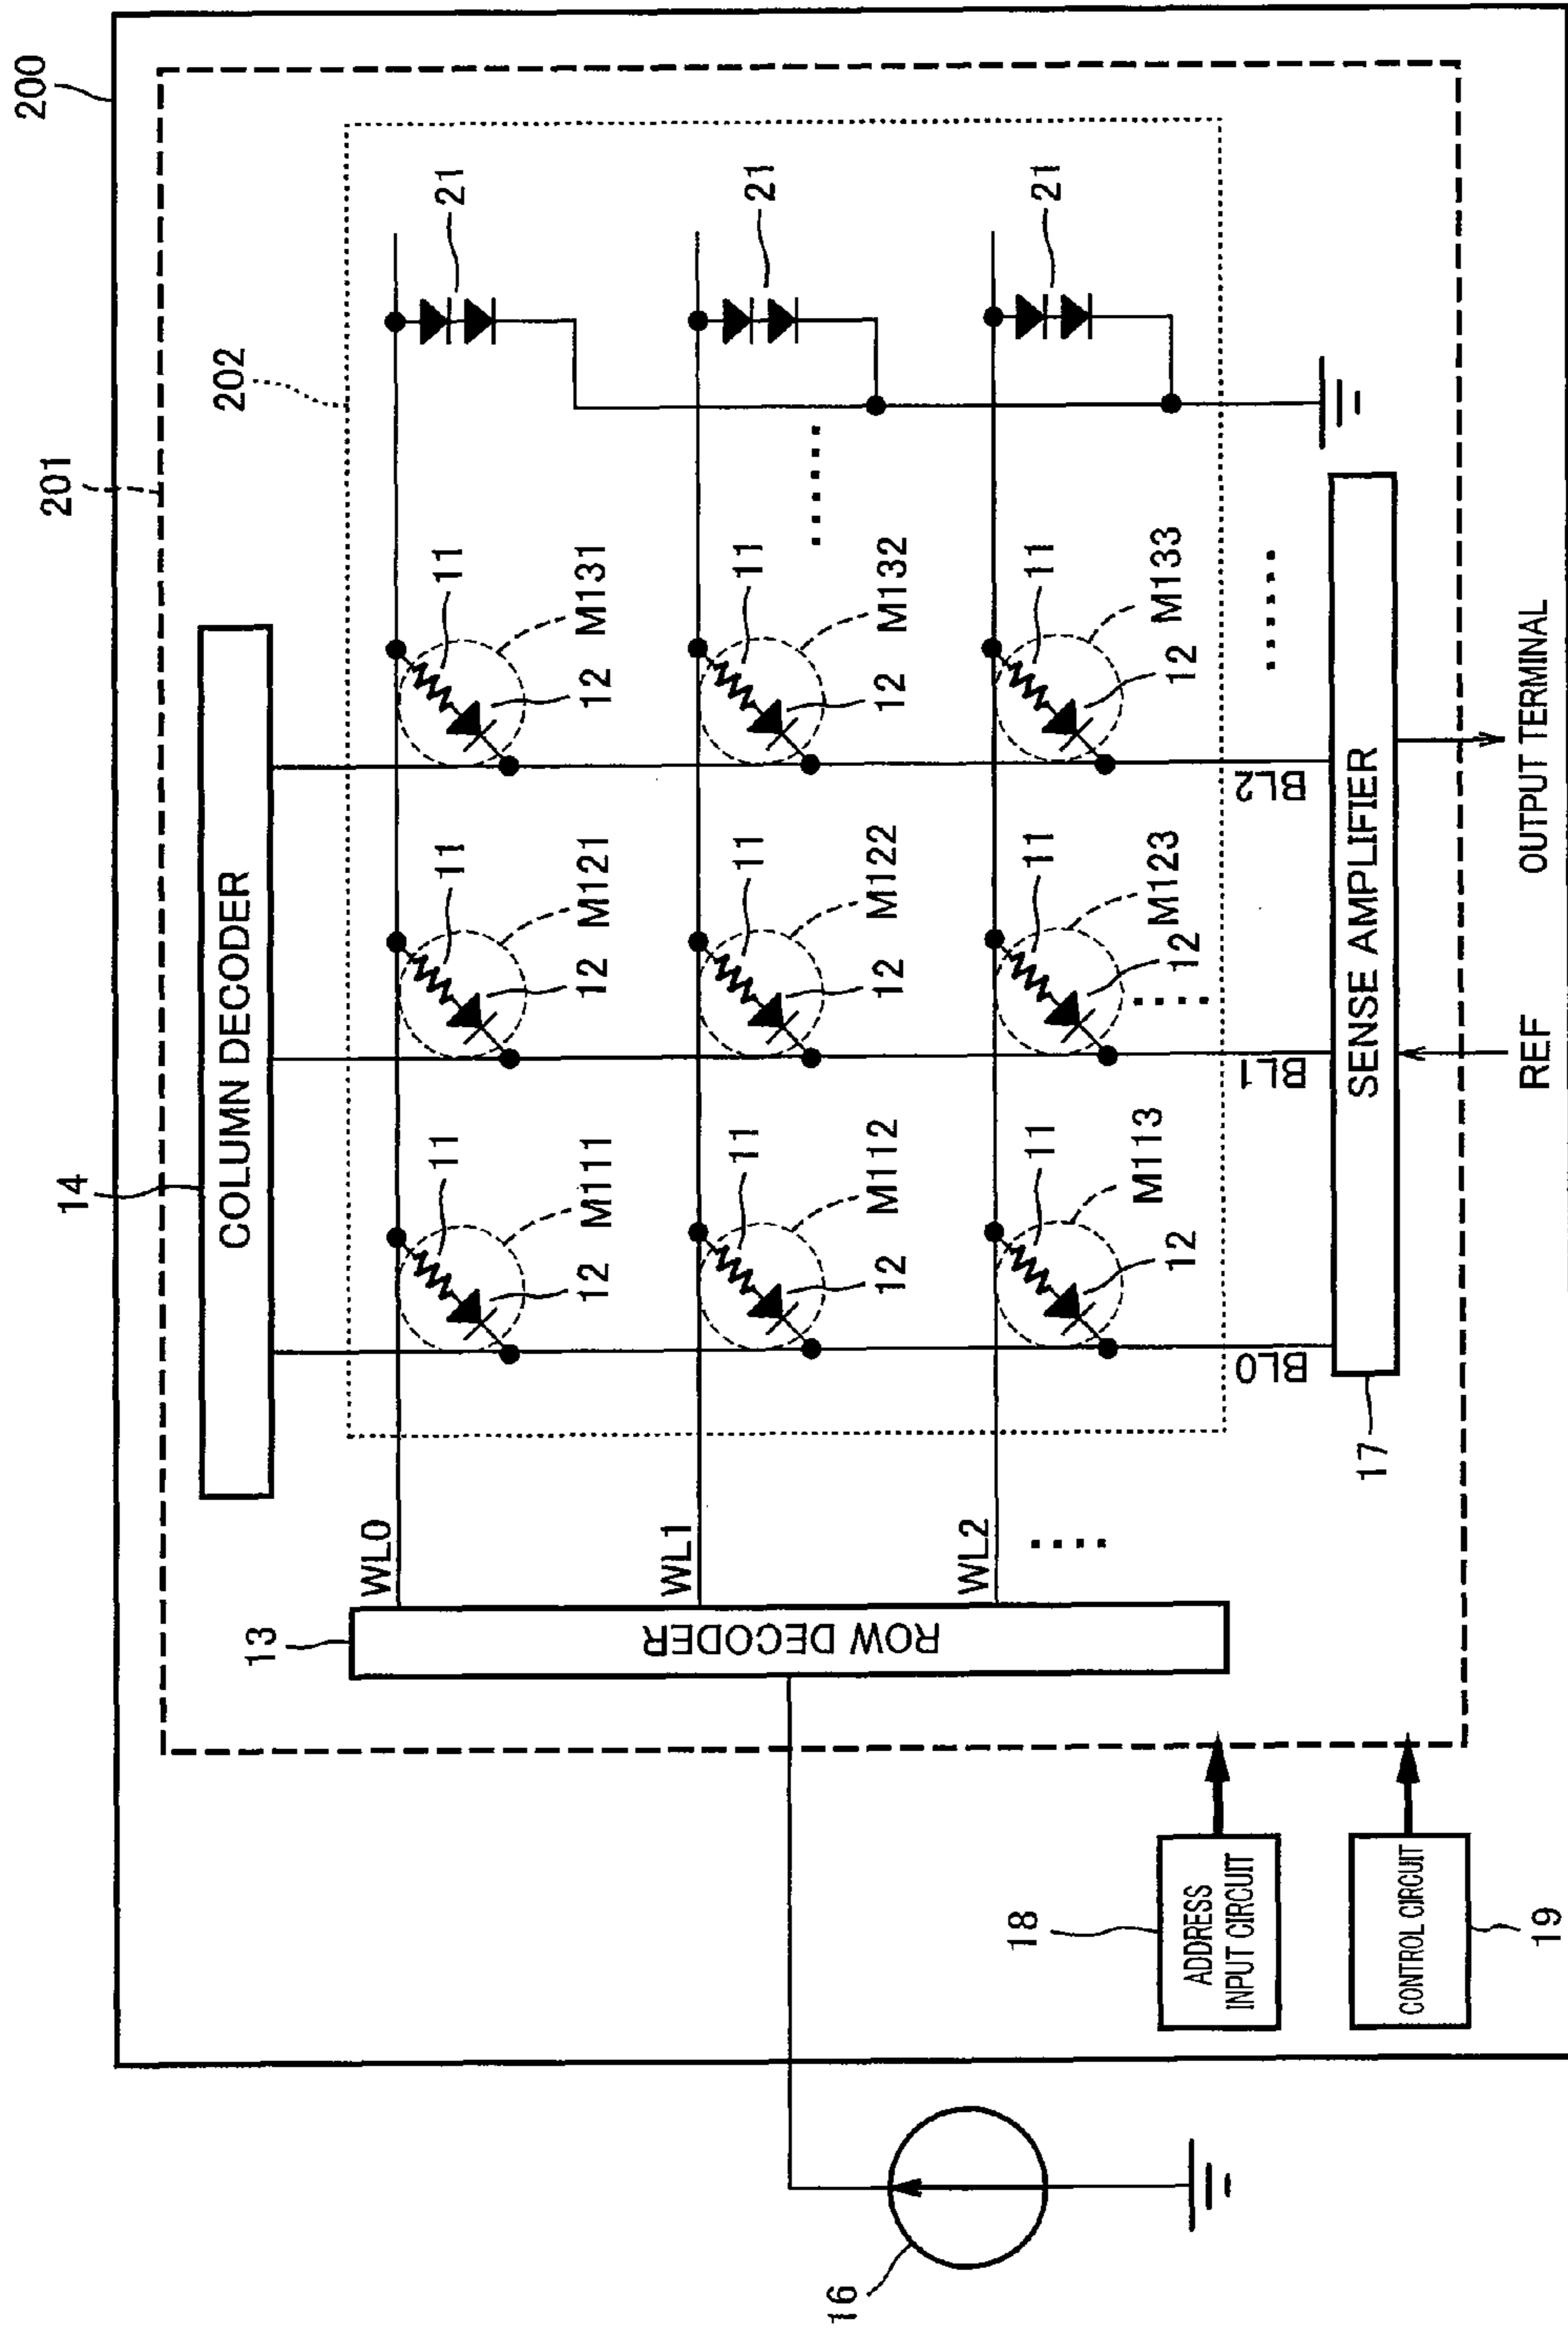 200
201
202
14
COLUMN DECODER
21
21
21
11
M131
12
11
M132
12
11
M133
12
11
M121
12
11
M122
12
11
M123
12
11
M111
12
11
M112
12
11
M113
12
BL2
BL1
BL0
WL0
WL1
WL2
13
ROW DECODER
SENSE AMPLIFIER
17
OUTPUT TERMINAL
REF
18
ADDRESS
INPUT CIRCUIT
CONTROL CIRCUIT
19
16